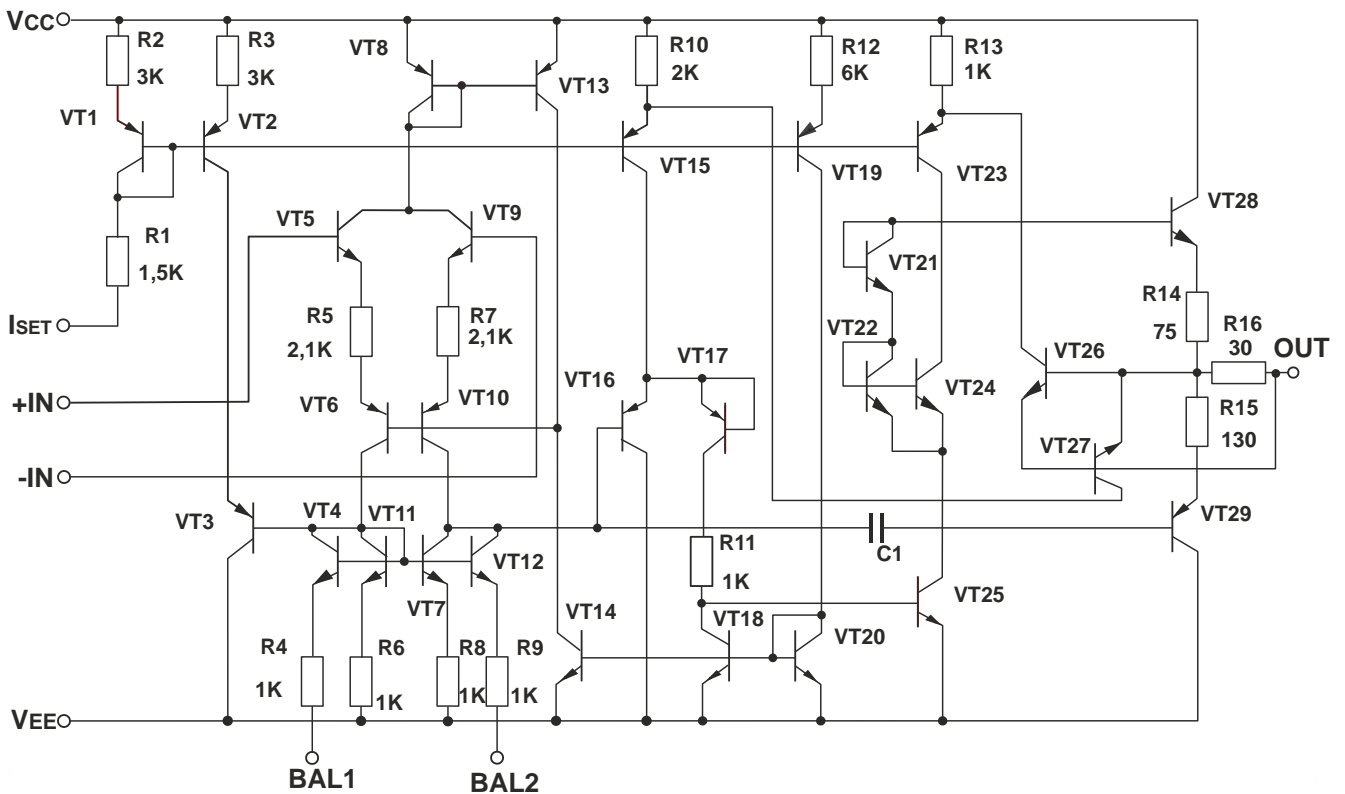 VCC
R2
3K
R3
3K
VT8
VT13
R10
2K
R12
6K
R13
1K
VT1
VT2
VT15
VT19
VT23
VT5
VT9
VT28
R1
1,5K
VT21
ISET
R5
2,1K
R7
2,1K
VT22
R14
75
R16
30
OUT
VT26
VT17
VT16
VT24
+IN
VT6
VT10
R15
130
VT27
-IN
VT3
VT4
VT11
VT12
VT7
C1
VT29
R11
1K
VT25
VT14
VT18
VT20
R4
1K
R6
1K
R8
1K
R9
1K
VEE
BAL1
BAL2